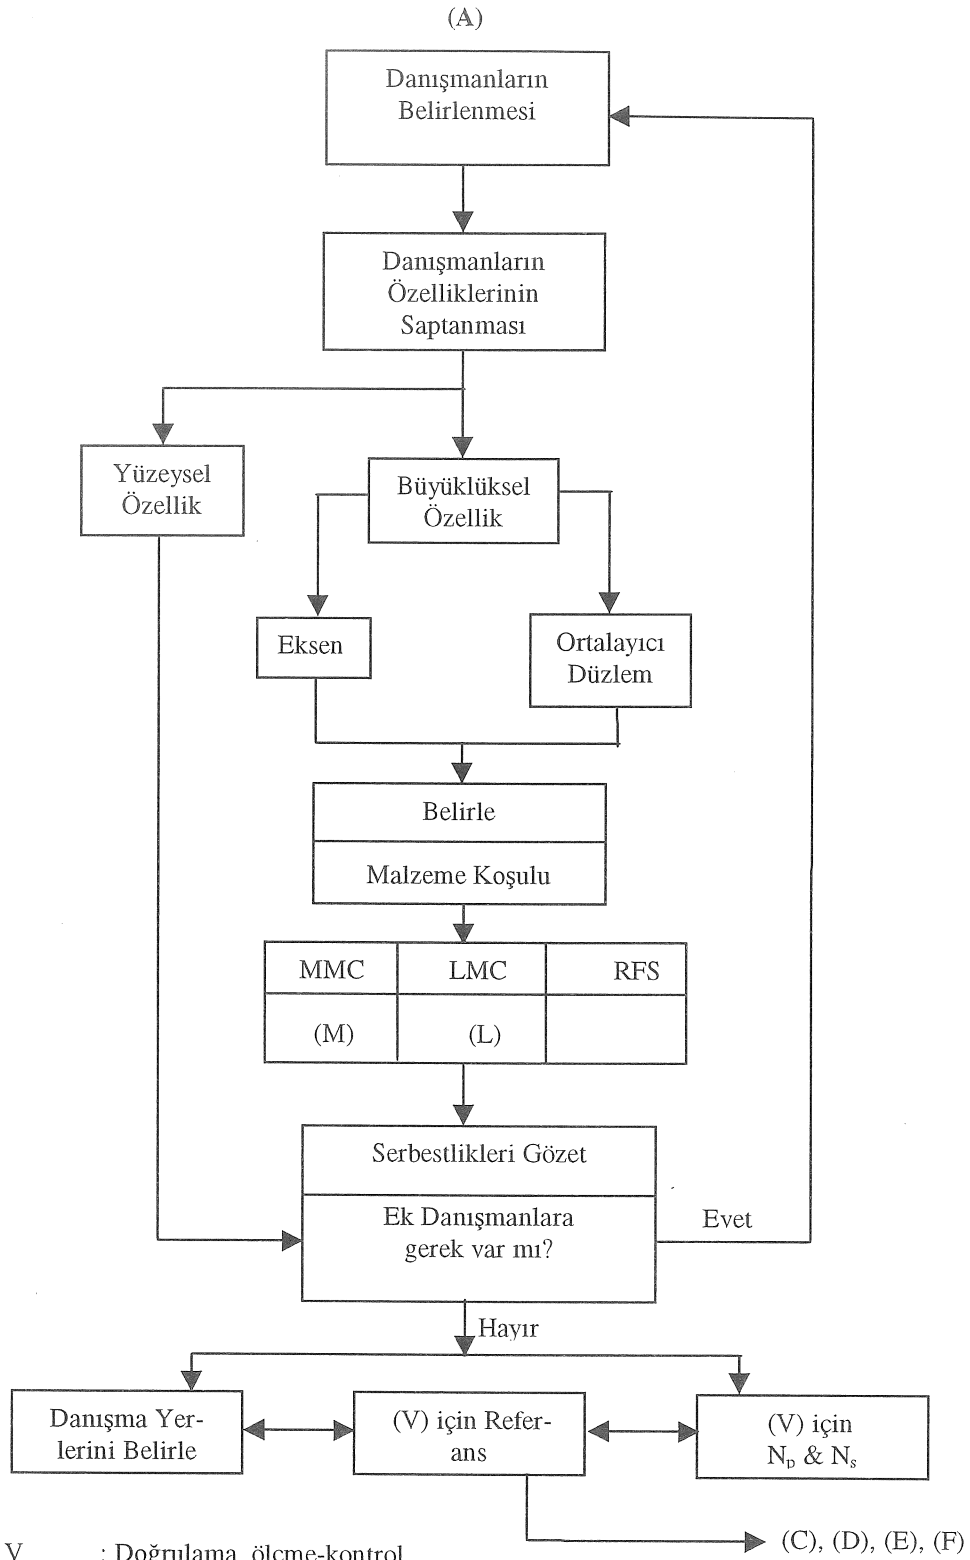 (A)
Danışmanların
Belirlenmesi
Danışmanların
Özelliklerinin
Saptanması
Yüzeysel
Özellik
Büyüklüksel
Özellik
Eksen
Ortalayıcı
Düzlem
Belirle
Malzeme Koşulu
MMC LMC RFS
(M) (L)
Serbestlikleri Gözet
Ek Danışmanlara
gerek var mı?
Evet
Hayır
Danışma Yer-
lerini Belirle
(V) için Refer-
ans
(V) için
Np & Ns
(C), (D), (E), (F)
V : Doğrulama, ölçme-kontrol